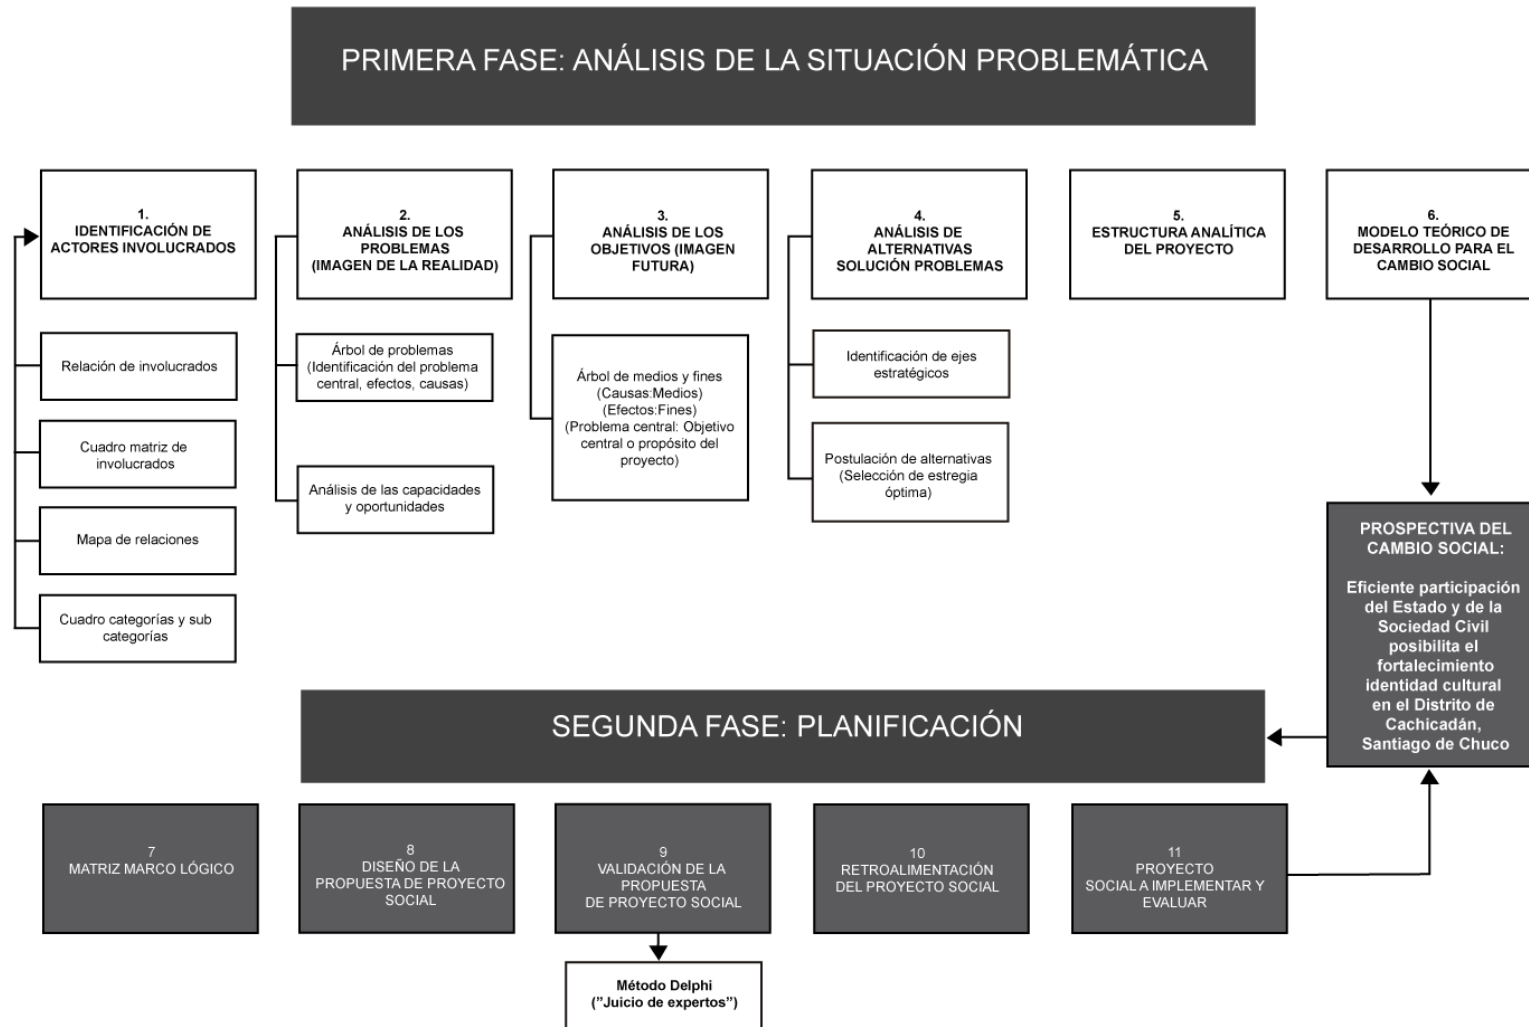 PRIMERA FASE: ANÁLISIS DE LA SITUACIÓN PROBLEMÁTICA
1.
IDENTIFICACIÓN DE
ACTORES INVOLUCRADOS
2.
ANÁLISIS DE LOS
PROBLEMAS
(IMAGEN DE LA REALIDAD)
3.
ANÁLISIS DE LOS
OBJETIVOS (IMAGEN
FUTURA)
4.
ANÁLISIS DE
ALTERNATIVAS
SOLUCIÓN PROBLEMAS
5.
ESTRUCTURA ANALÍTICA
DEL PROYECTO
6.
MODELO TEÓRICO DE
DESARROLLO PARA EL
CAMBIO SOCIAL
Relación de involucrados
Cuadro matriz de
involucrados
Mapa de relaciones
Cuadro categorías y sub
categorías
Árbol de problemas
(Identificación del problema
central, efectos, causas)
Análisis de las capacidades
y oportunidades
Árbol de medios y fines
(Causas:Medios)
(Efectos:Fines)
(Problema central: Objetivo
central o propósito del
proyecto)
Identificación de ejes
estratégicos
Postulación de alternativas
(Selección de estregia
óptima)
PROSPECTIVA DEL
CAMBIO SOCIAL:
Eficiente participación
del Estado y de la
Sociedad Civil
posibilita el
fortalecimiento
identidad cultural
en el Distrito de
Cachicadán,
Santiago de Chuco
SEGUNDA FASE: PLANIFICACIÓN
7
MATRIZ MARCO LÓGICO
8
DISEÑO DE LA
PROPUESTA DE PROYECTO
SOCIAL
9
VALIDACIÓN DE LA
PROPUESTA
DE PROYECTO SOCIAL
10
RETROALIMENTACIÓN
DEL PROYECTO SOCIAL
11
PROYECTO
SOCIAL A IMPLEMENTAR Y
EVALUAR
Método Delphi
(”Juicio de expertos”)